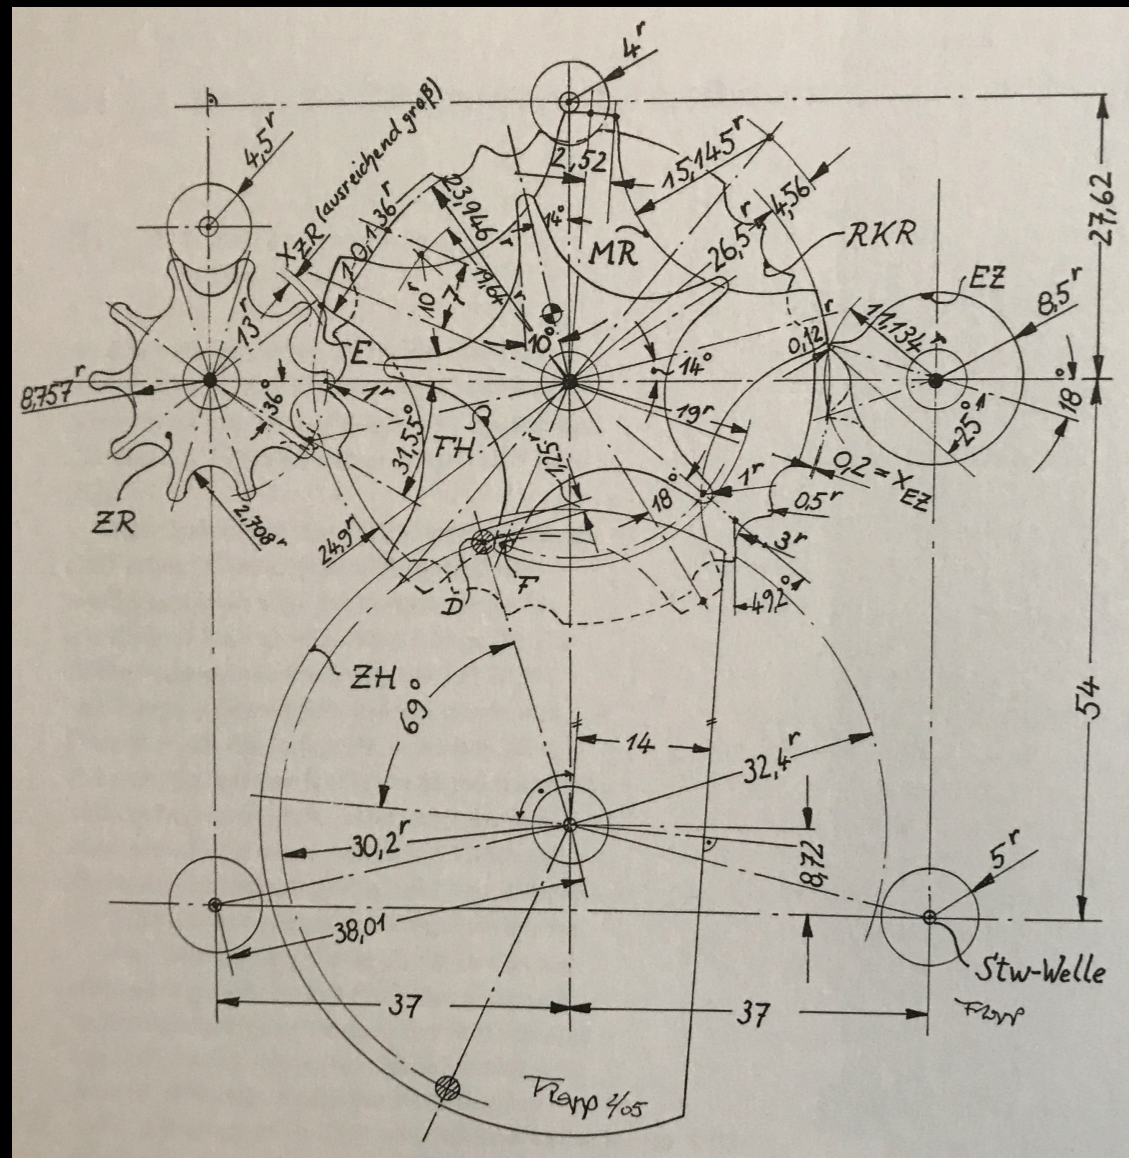 4ʳ
4,5ʳ
XZR (ausreichend groß)
10,136ʳ
23,946ʳ
2,52
15,145ʳ
4,56
27,62
14°
MR
26,5ʳ
RKR
EZ
8,5ʳ
19,64ʳ
10ʳ
7ʳ
13ʳ
E
10°
0,12
11,134ʳ
8,757ʳ
36°
1ʳ
14°
18°
FH
31,55°
19ʳ
25°
1,25ʳ
18°
1ʳ
0,2 = XEZ
0,5ʳ
ZR
2,708ʳ
24,9ʳ
3ʳ
D
F
49,2°
ZH
69°
54
14
32,4ʳ
30,2ʳ
8,72
5ʳ
38,01
Stw-Welle
37
37